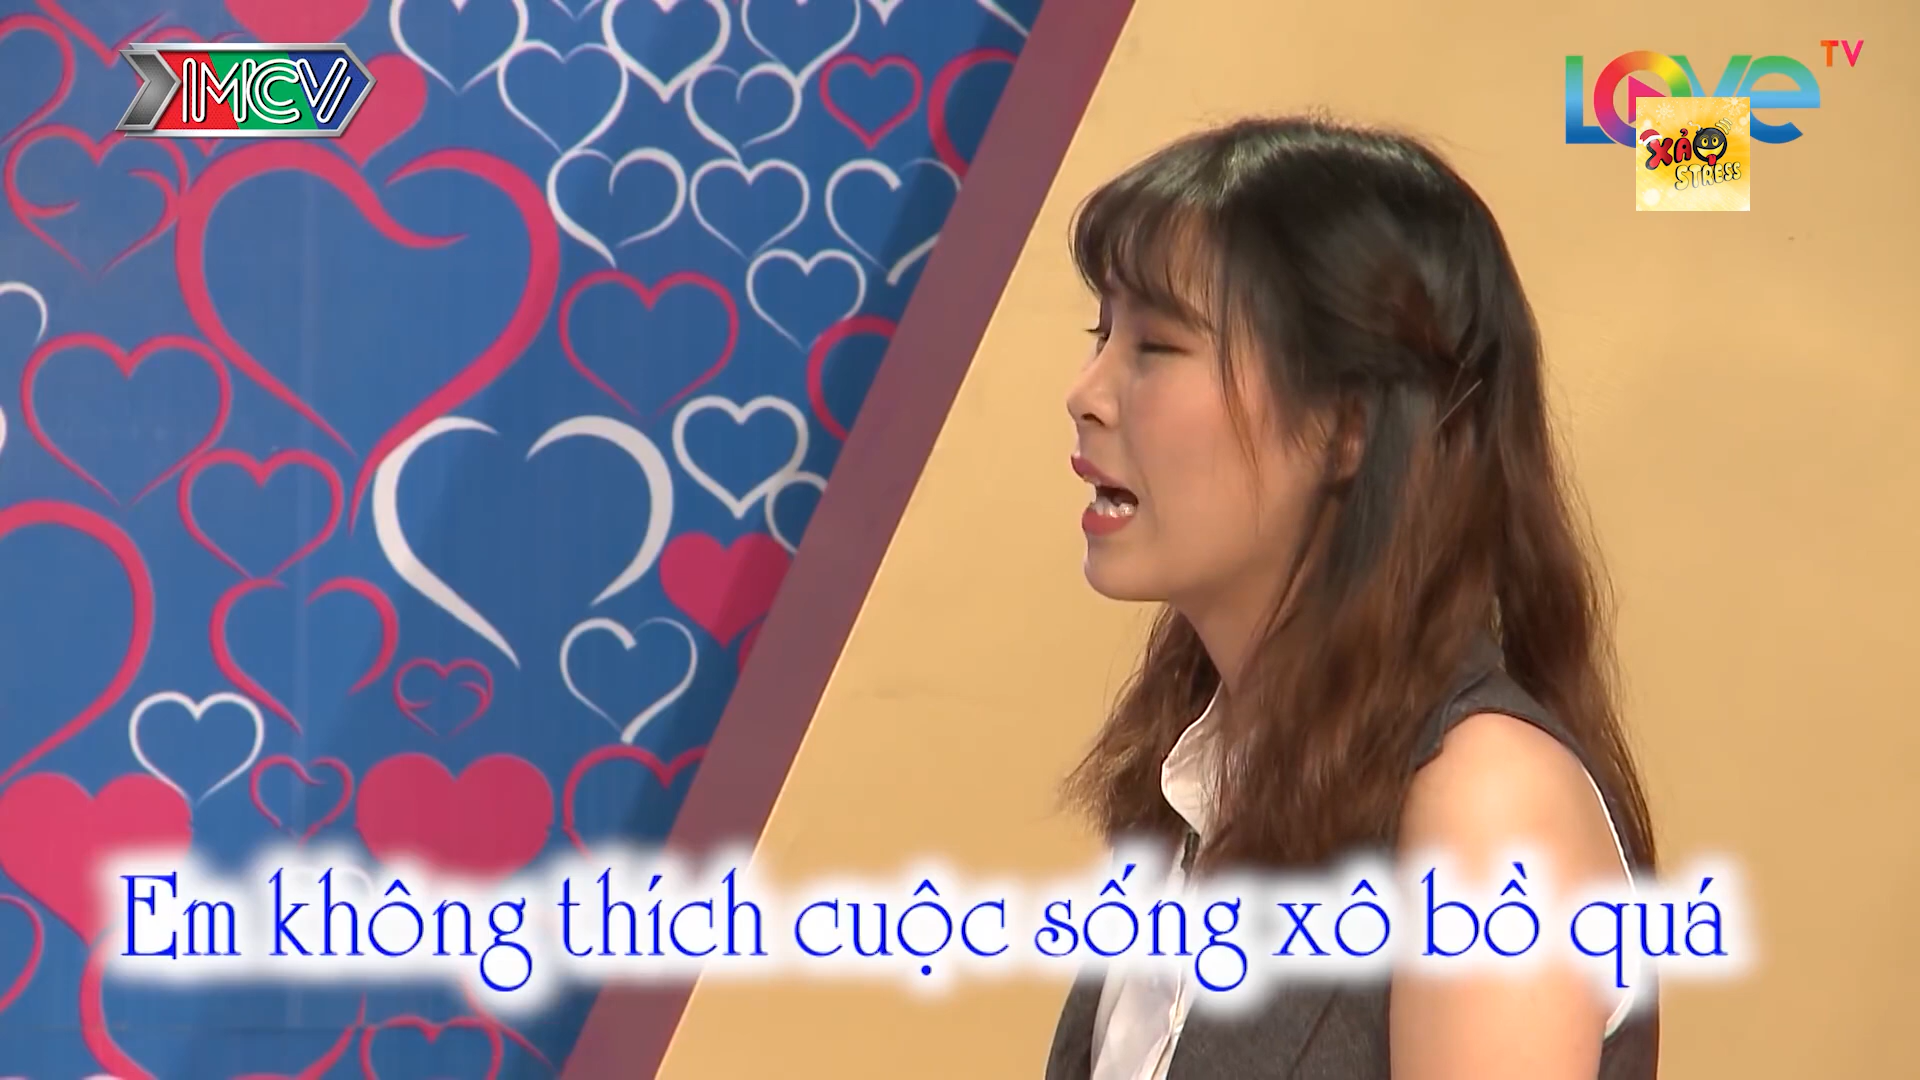 MCV
LOVE TV
XẢ
STRESS
Em không thích cuộc sống xô bồ quá